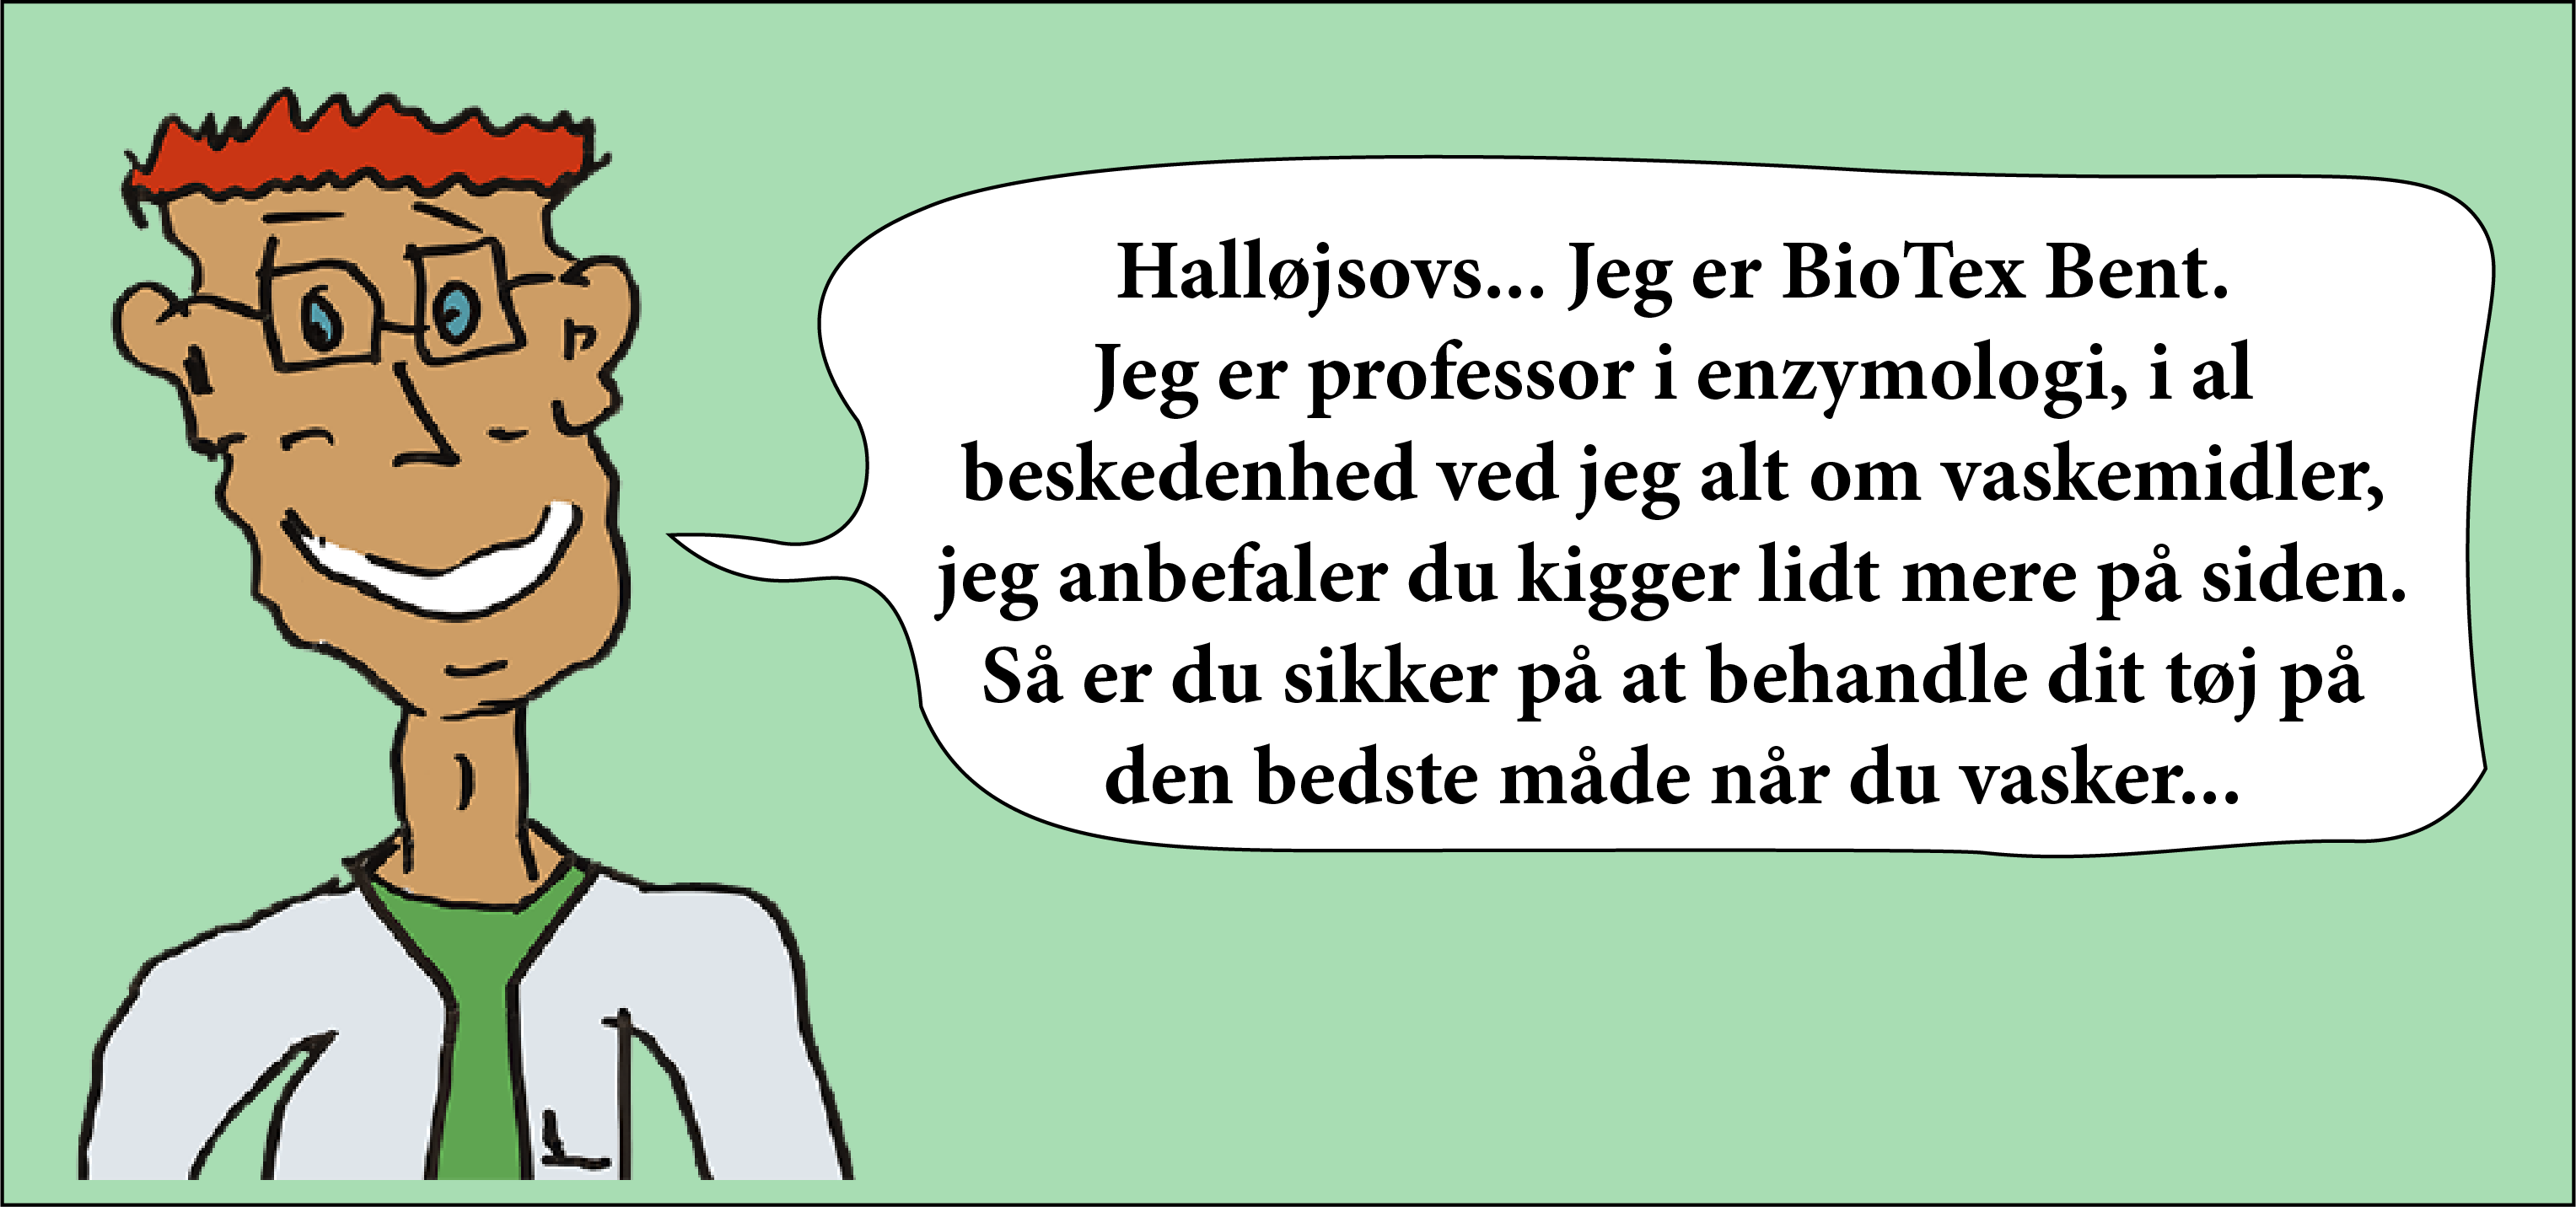 Halløjsovs... Jeg er BioTex Bent.
Jeg er professor i enzymologi, i al
beskedenhed ved jeg alt om vaskemidler,
jeg anbefaler du kigger lidt mere på siden.
Så er du sikker på at behandle dit tøj på
den bedste måde når du vasker...